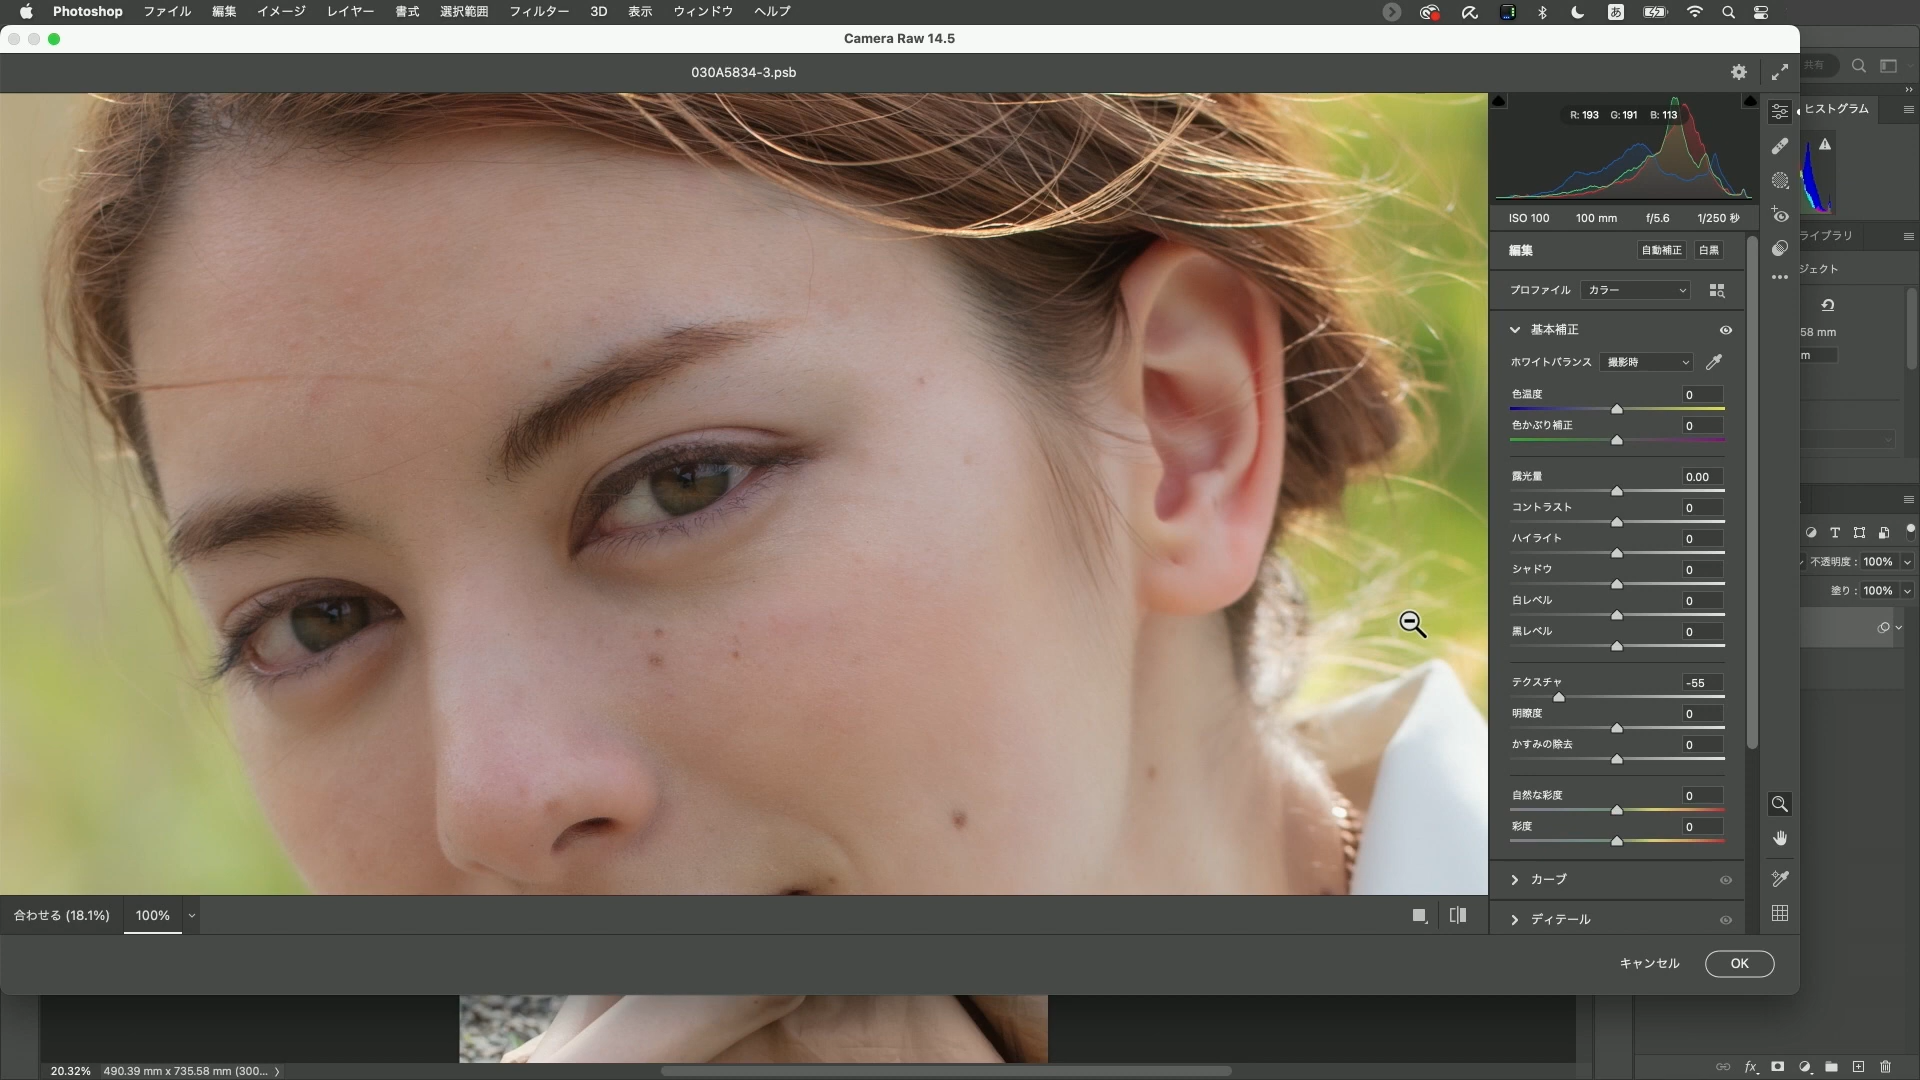 Photoshop ファイル 編集 イメージ レイヤー 書式 選択範囲 フィルター 3D 表示 ウィンドウ ヘルプ
あ
Camera Raw 14.5
030A5834-3.psb
共有
R: 193 G: 191 B: 113
ヒストグラム
ISO 100 100 mm f/5.6 1/250 秒
編集 自動補正 白黒
ライブラリ
プロファイル カラー
ジェクト
基本補正
58 mm
ホワイトバランス 撮影時
m
色温度 0
色かぶり補正 0
露光量 0.00
コントラスト 0
ハイライト 0
シャドウ 0
白レベル 0
黒レベル 0
不透明度 : 100%
塗り : 100%
テクスチャ -55
明瞭度 0
かすみの除去 0
自然な彩度 0
彩度 0
カーブ
ディテール
合わせる (18.1%) 100%
キャンセル OK
20.32% 490.39 mm x 735.58 mm (300...
fx